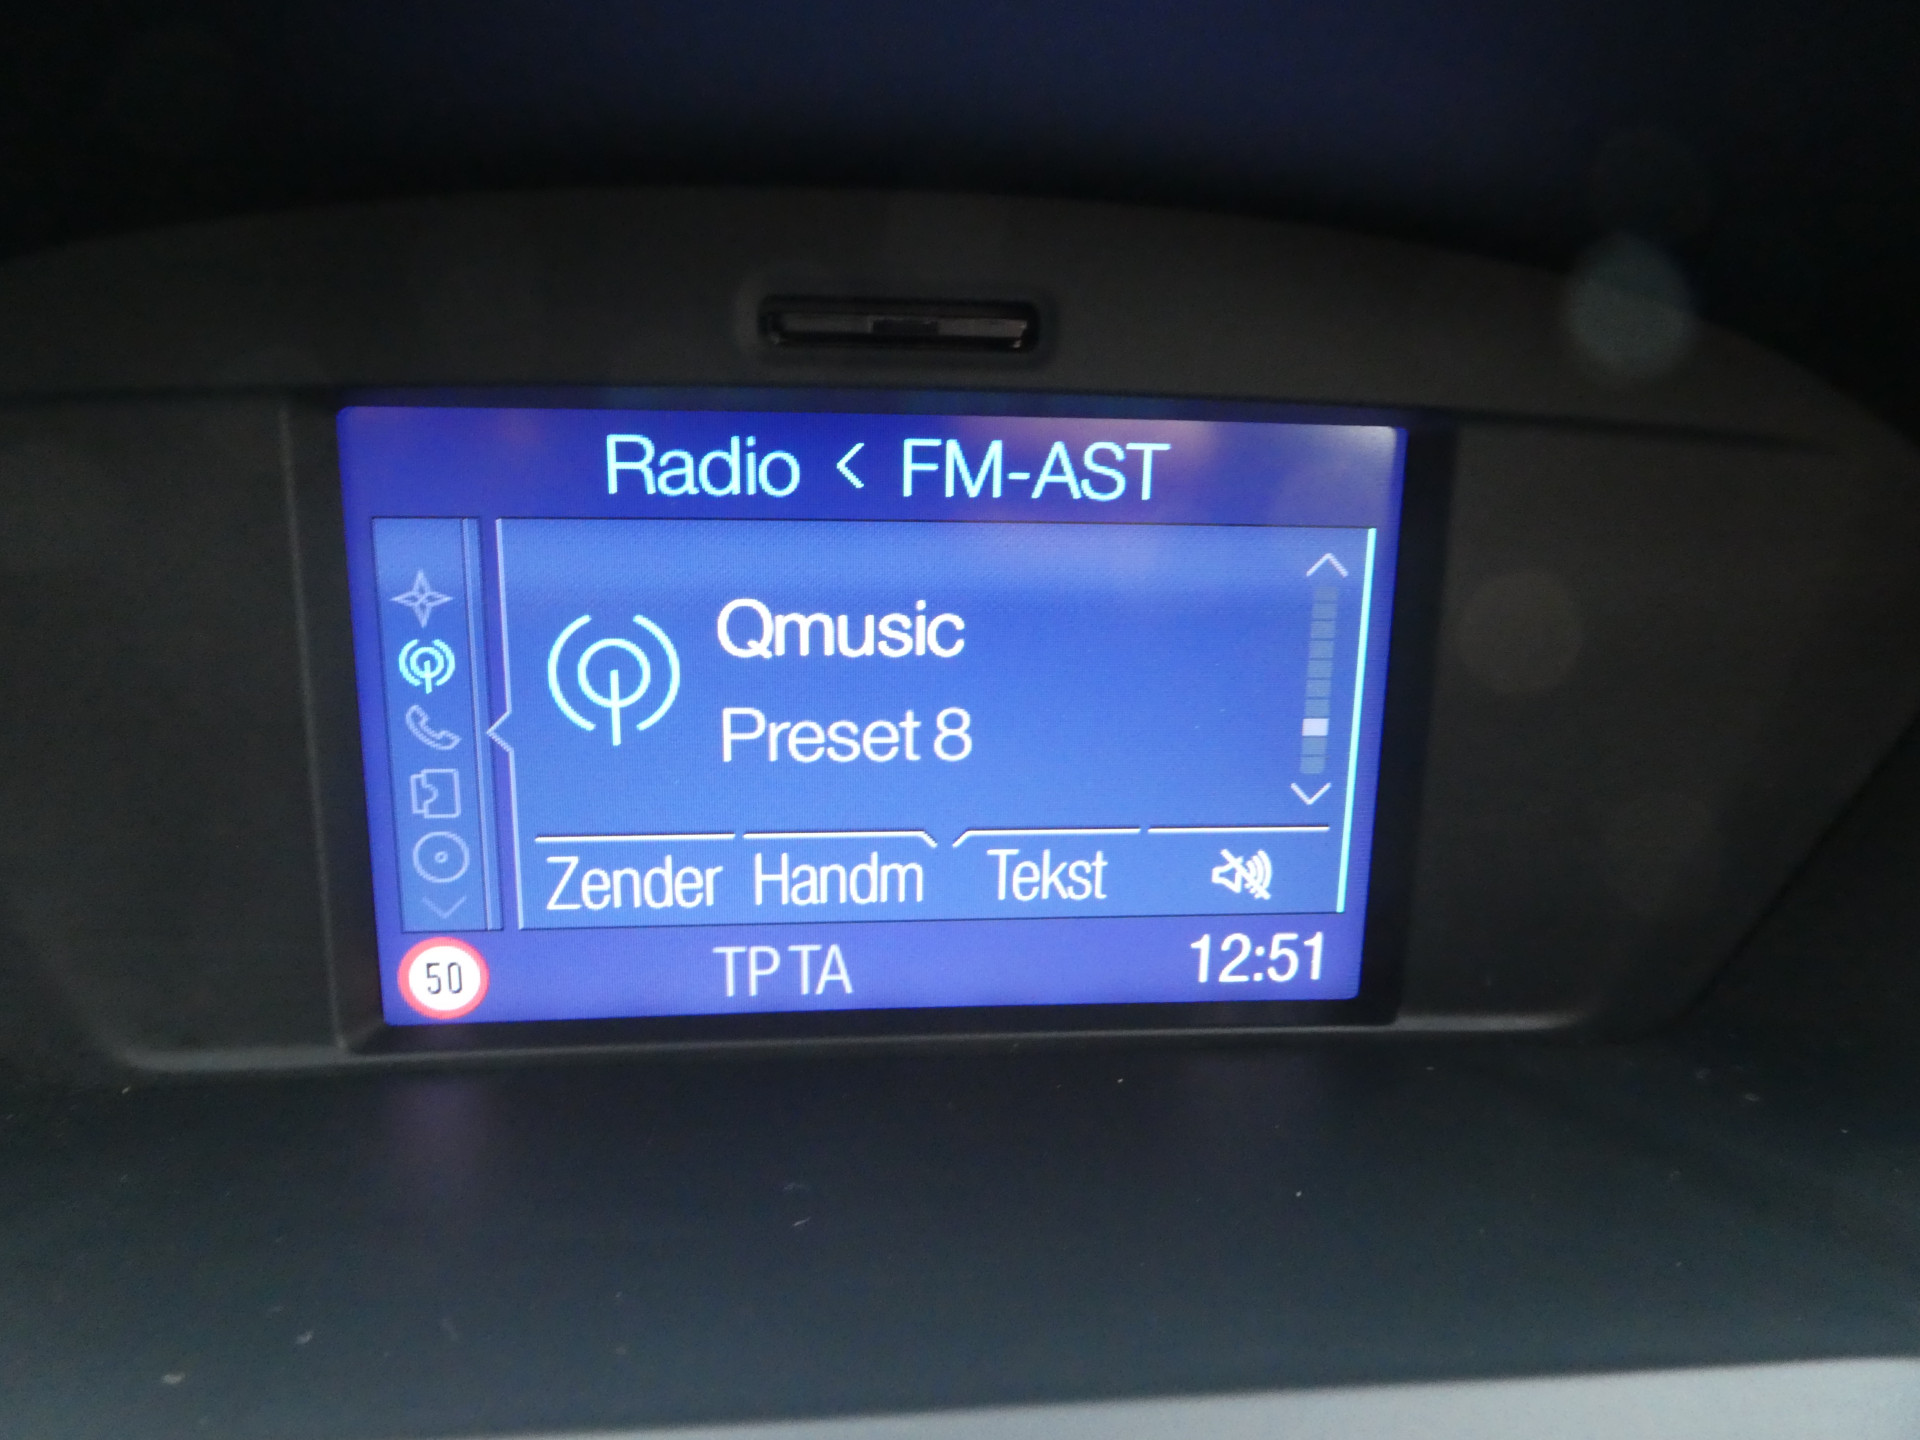 Radio < FM-AST
Qmusic
Preset 8
Zender Handm Tekst
50 TP TA 12:51